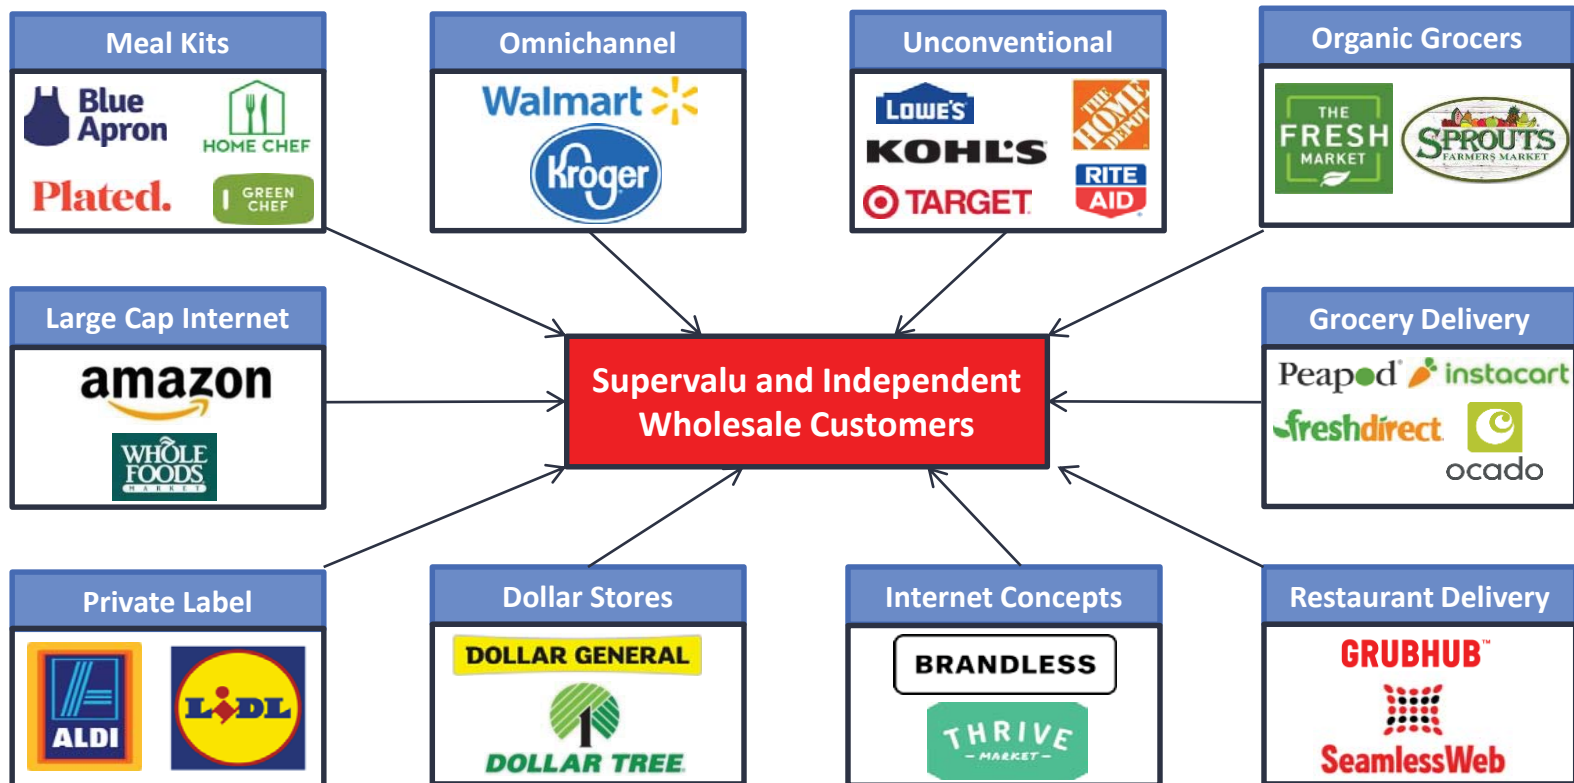 Meal Kits
Blue
Apron
HOME CHEF
Plated.
GREEN
CHEF
Omnichannel
Walmart
Kroger
Unconventional
LOWE'S
THE
HOME
DEPOT
KOHL'S
TARGET
RITE
AID
Organic Grocers
THE
FRESH
MARKET
SPROUTS
FARMERS MARKET
Large Cap Internet
amazon
WHOLE
FOODS
MARKET
Supervalu and Independent
Wholesale Customers
Grocery Delivery
Peapod
instacart
freshdirect
ocado
Private Label
ALDI
LiDL
Dollar Stores
DOLLAR GENERAL
DOLLAR TREE
Internet Concepts
BRANDLESS
THRIVE
MARKET
Restaurant Delivery
GRUBHUB™
SeamlessWeb